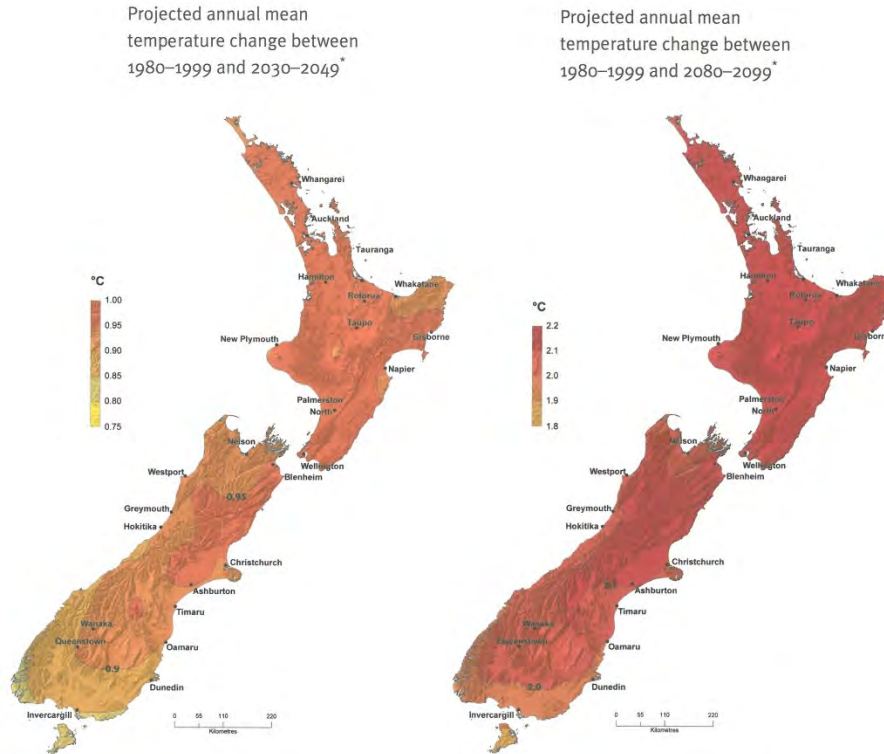 Projected annual mean
temperature change between
1980–1999 and 2030–2049*
Whangarei
Auckland
Tauranga
Hamilton
Whakatane
Rotorua
Taupo
Gisborne
New Plymouth
Napier
Palmerston
North
Nelson
Wellington
Westport
Blenheim
0.95
Greymouth
Hokitika
Christchurch
Ashburton
Timaru
Wanaka
Queenstown
Oamaru
0.9
Dunedin
Invercargill
°C
1.00
0.95
0.90
0.85
0.80
0.75
0 55 110 220
Kilometres
Projected annual mean
temperature change between
1980–1999 and 2080–2099*
Whangarei
Auckland
Tauranga
Hamilton
Whakatane
Rotorua
Taupo
Gisborne
New Plymouth
Napier
Palmerston
North
Nelson
Wellington
Westport
Blenheim
Greymouth
Hokitika
Christchurch
Ashburton
Timaru
Wanaka
Queenstown
Oamaru
2.0
Dunedin
Invercargill
°C
2.2
2.1
2.0
1.9
1.8
0 55 110 220
Kilometres